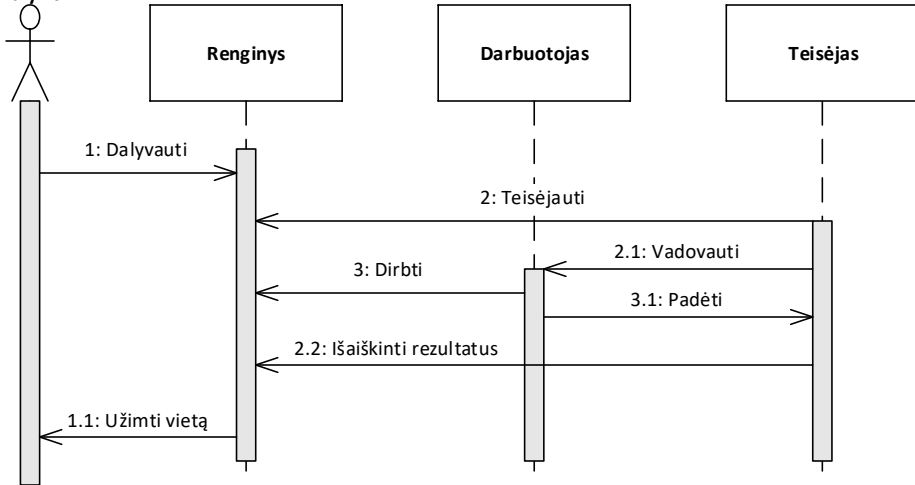 Renginys
Darbuotojas
Teisėjas
1: Dalyvauti
2: Teisėjauti
2.1: Vadovauti
3: Dirbti
3.1: Padėti
2.2: Išaiškinti rezultatus
1.1: Užimti vietą